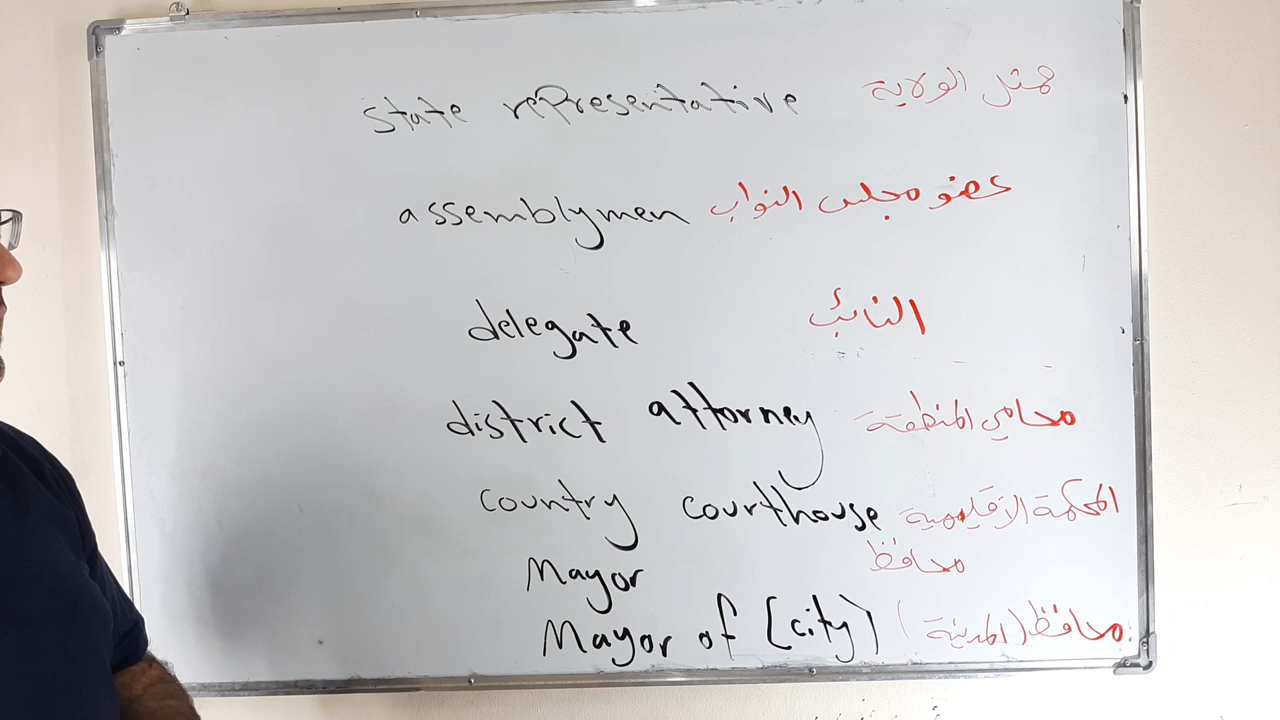 state representative ممثل الولاية
assemblymen عضو مجلس النواب
delegate النائب
district attorney محامي المنطقة
country courthouse المحكمة الاقليمية
Mayor محافظ
Mayor of (city) محافظ (المدينة)